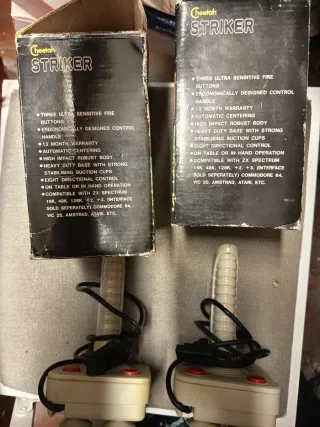 Cheetah
STRIKER
THREE ULTRA SENSITIVE FIRE
BUTTONS
ERGONOMICALLY DESIGNED CONTROL
HANDLE
12 MONTH WARRANTY
AUTOMATIC CENTERING
HIGH IMPACT ROBUST BODY
HEAVY DUTY BASE WITH STRONG
STABILISING SUCTION CUPS
EIGHT DIRECTIONAL CONTROL
ON TABLE OR IN HAND OPERATION
COMPATIBLE WITH ZX SPECTRUM
16K, 48K, 128K, +2, +3, (INTERFACE
SOLD SEPERATELY) COMMODORE 64,
VIC 20, AMSTRAD, ATARI, ETC.
Cheetah
STRIKER
THREE ULTRA SENSITIVE FIRE
BUTTONS
ERGONOMICALLY DESIGNED CONTROL
HANDLE
12 MONTH WARRANTY
AUTOMATIC CENTERING
HIGH IMPACT ROBUST BODY
HEAVY DUTY BASE WITH STRONG
STABILISING SUCTION CUPS
EIGHT DIRECTIONAL CONTROL
ON TABLE OR IN HAND OPERATION
COMPATIBLE WITH ZX SPECTRUM
16K, 48K, 128K, +2, +3, (INTERFACE
SOLD SEPERATELY) COMMODORE 64,
VIC 20, AMSTRAD, ATARI, ETC.